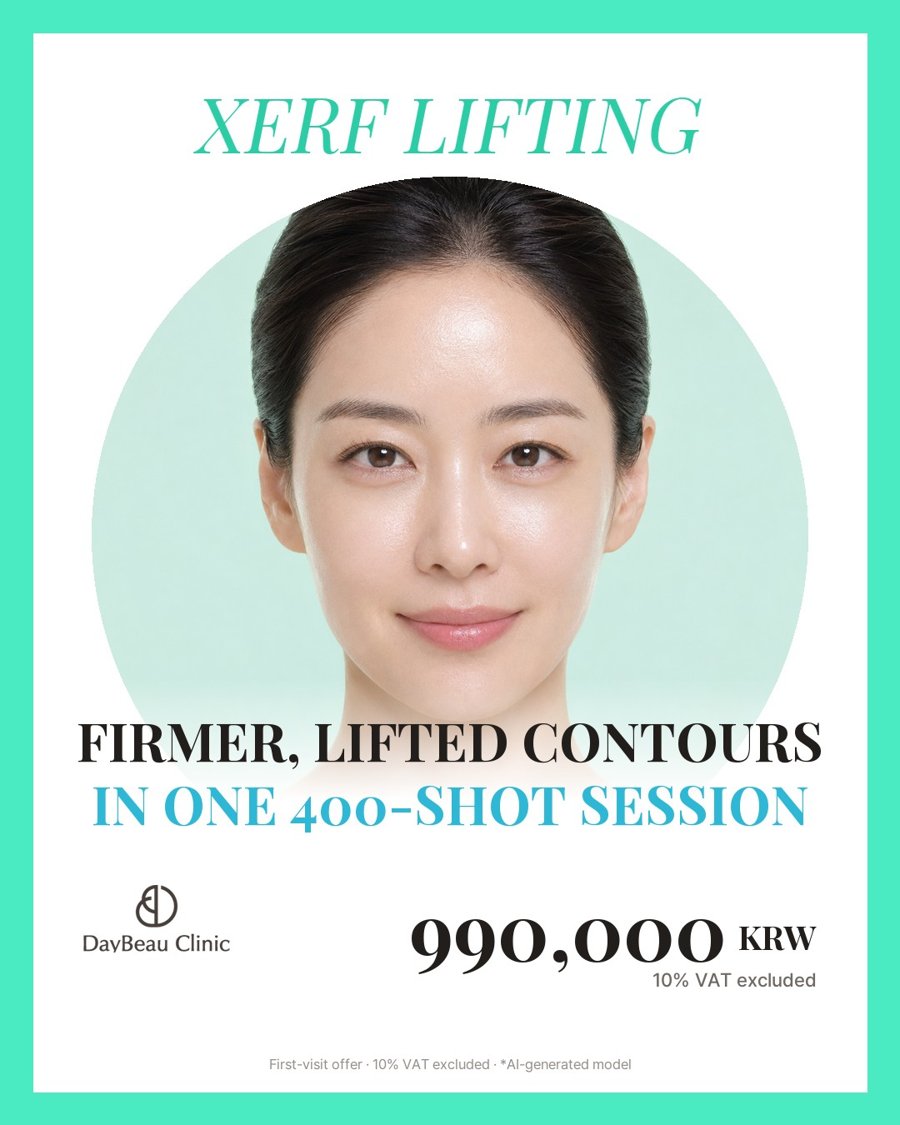 XERF LIFTING
FIRMER, LIFTED CONTOURS
IN ONE 400-SHOT SESSION
DayBeau Clinic
990,000 KRW
10% VAT excluded
First-visit offer · 10% VAT excluded · *AI-generated model